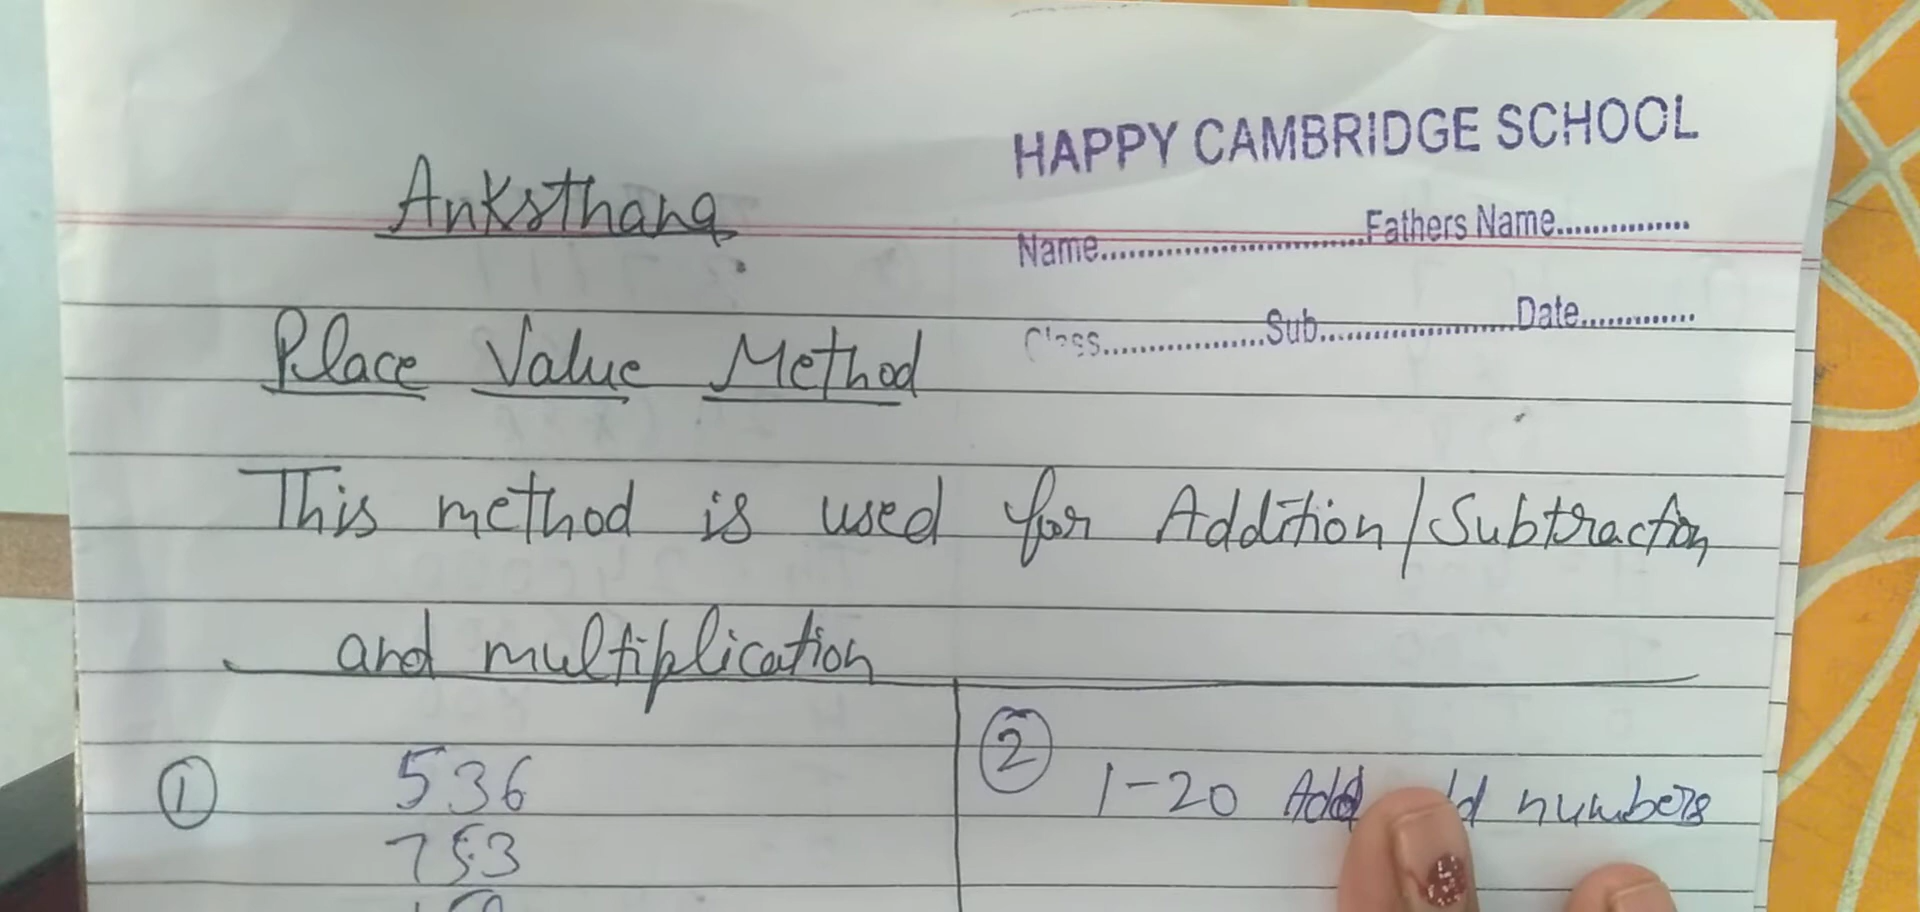 HAPPY CAMBRIDGE SCHOOL
Anksthana
Name..............................Fathers Name...............
Class..................Sub......................Date.............
Place Value Method
This method is used for Addition/Subtraction
and multiplication
① 536
753
② 1-20 Add numbers